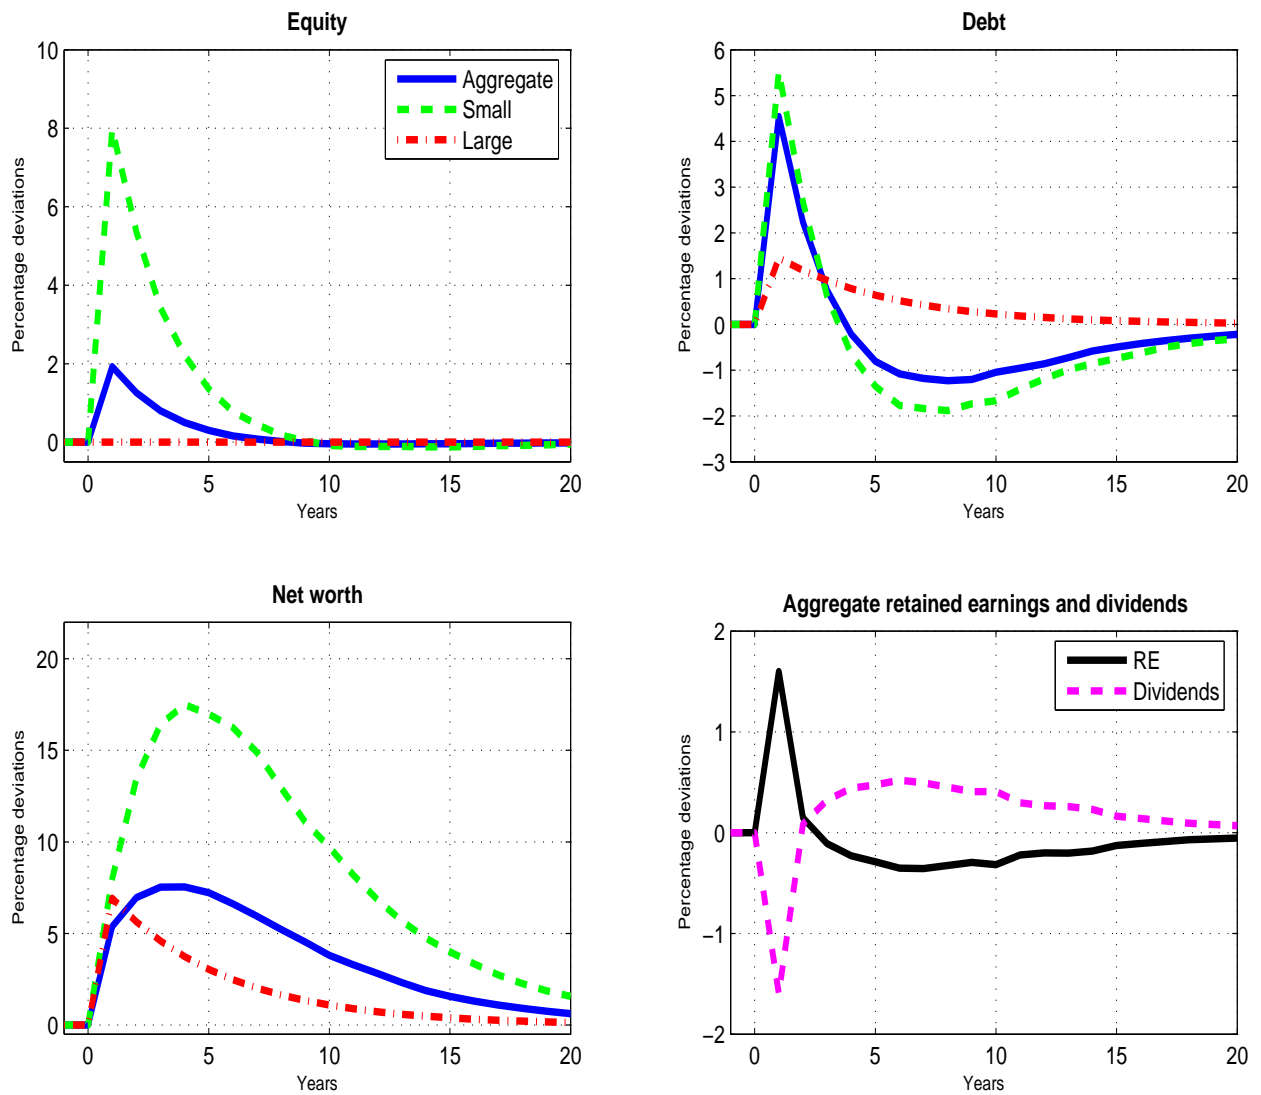 Equity
10
8
6
4
2
0
Percentage deviations
Aggregate
Small
Large
0 5 10 15 20
Years
Debt
6
5
4
3
2
1
0
−1
−2
−3
Percentage deviations
0 5 10 15 20
Years
Net worth
20
15
10
5
0
Percentage deviations
0 5 10 15 20
Years
Aggregate retained earnings and dividends
2
1
0
−1
−2
Percentage deviations
RE
Dividends
0 5 10 15 20
Years